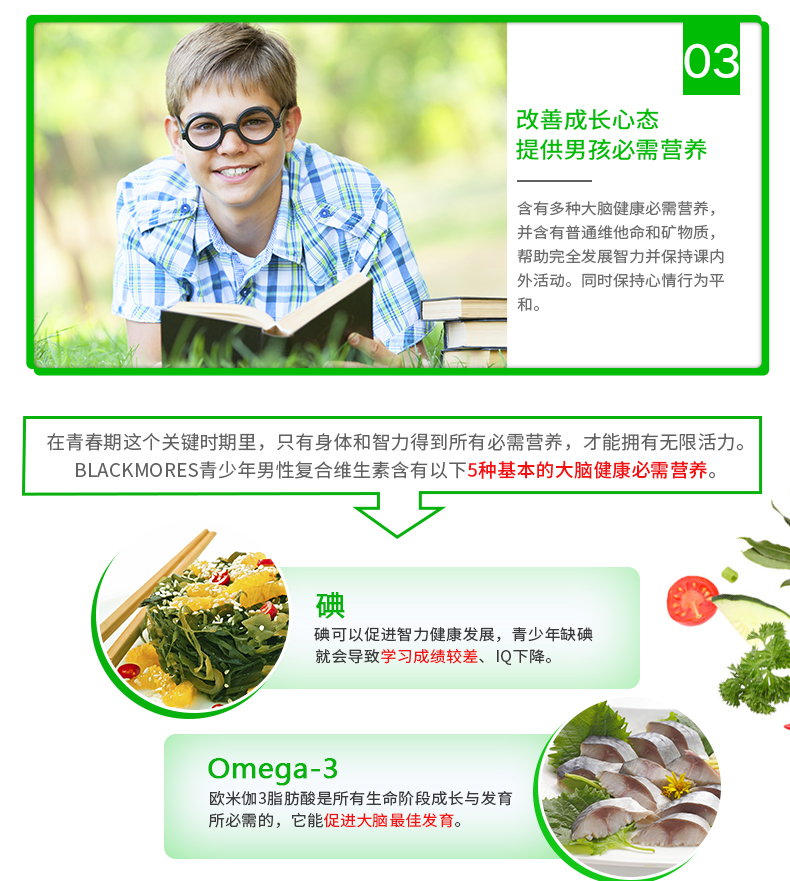 03
改善成长心态
提供男孩必需营养
含有多种大脑健康必需营养，
并含有普通维他命和矿物质，
帮助完全发展智力并保持课内
外活动。同时保持心情行为平
和。
在青春期这个关键时期里，只有身体和智力得到所有必需营养，才能拥有无限活力。
BLACKMORES青少年男性复合维生素含有以下5种基本的大脑健康必需营养。
碘
碘可以促进智力健康发展，青少年缺碘
就会导致学习成绩较差、IQ下降。
Omega-3
欧米伽3脂肪酸是所有生命阶段成长与发育
所必需的，它能促进大脑最佳发育。